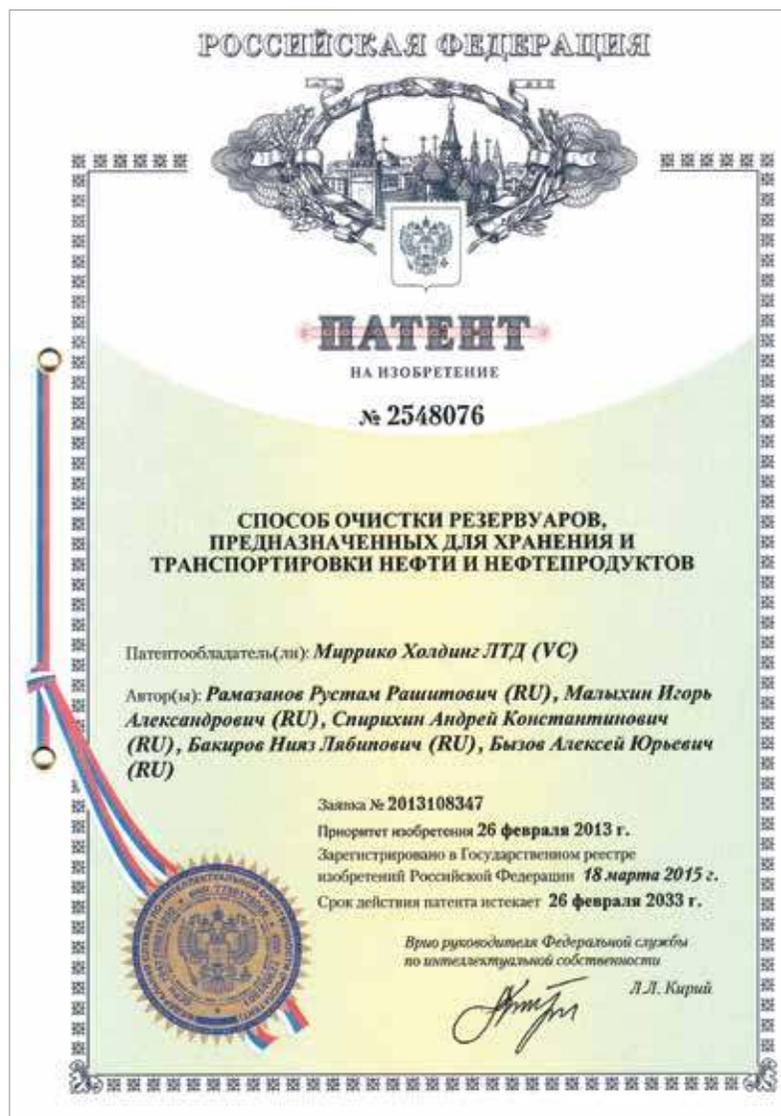 РОССИЙСКАЯ ФЕДЕРАЦИЯ
ПАТЕНТ
НА ИЗОБРЕТЕНИЕ
№ 2548076
СПОСОБ ОЧИСТКИ РЕЗЕРВУАРОВ,
ПРЕДНАЗНАЧЕННЫХ ДЛЯ ХРАНЕНИЯ И
ТРАНСПОРТИРОВКИ НЕФТИ И НЕФТЕПРОДУКТОВ
Патентообладатель(ли): Миррико Холдинг ЛТД (VC)
Автор(ы): Рамазанов Рустам Рашитович (RU), Малыхин Игорь
Александрович (RU), Спирихин Андрей Константинович
(RU), Бакиров Нияз Лябипович (RU), Бызов Алексей Юрьевич
(RU)
Заявка № 2013108347
Приоритет изобретения 26 февраля 2013 г.
Зарегистрировано в Государственном реестре
изобретений Российской Федерации 18 марта 2015 г.
Срок действия патента истекает 26 февраля 2033 г.
Врио руководителя Федеральной службы
по интеллектуальной собственности
Л.Л. Кирий